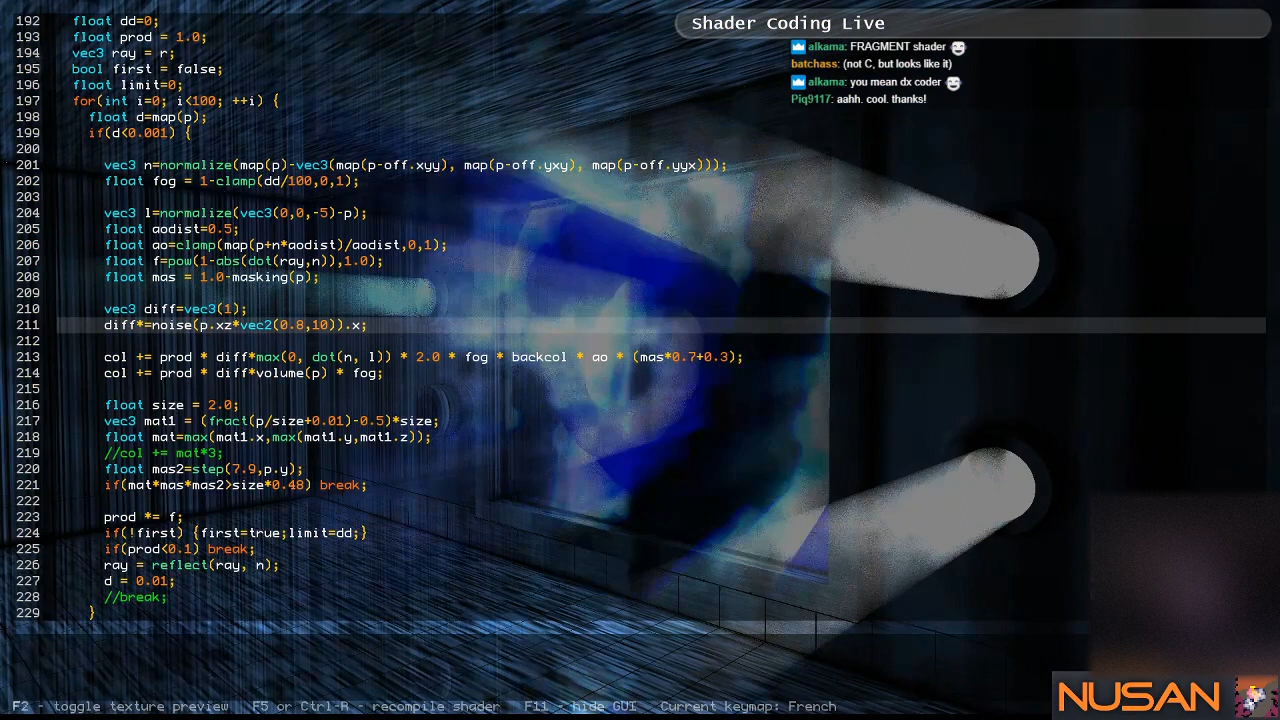 192 float dd=0;
193 float prod = 1.0;
194 vec3 ray = r;
195 bool first = false;
196 float limit=0;
197 for(int i=0; i<100; ++i) {
198 float d=map(p);
199 if(d<0.001) {
200
201 vec3 n=normalize(map(p)-vec3(map(p-off.xyy), map(p-off.yxy), map(p-off.yyx)));
202 float fog = 1-clamp(dd/100,0,1);
203
204 vec3 l=normalize(vec3(0,0,-5)-p);
205 float aodist=0.5;
206 float ao=clamp(map(p+n*aodist)/aodist,0,1);
207 float f=pow(1-abs(dot(ray,n)),1.0);
208 float mas = 1.0-masking(p);
209
210 vec3 diff=vec3(1);
211 diff*=noise(p.xz*vec2(0.8,10)).x;
212
213 col += prod * diff*max(0, dot(n, l)) * 2.0 * fog * backcol * ao * (mas*0.7+0.3);
214 col += prod * diff*volume(p) * fog;
215
216 float size = 2.0;
217 vec3 mat1 = (fract(p/size+0.01)-0.5)*size;
218 float mat=max(mat1.x,max(mat1.y,mat1.z));
219 //col += mat*3;
220 float mas2=step(7.9,p.y);
221 if(mat*mas*mas2>size*0.48) break;
222
223 prod *= f;
224 if(!first) {first=true;limit=dd;}
225 if(prod<0.1) break;
226 ray = reflect(ray, n);
227 d = 0.01;
228 //break;
229 }
Shader Coding Live
alkama: FRAGMENT shader
batchass: (not C, but looks like it)
alkama: you mean dx coder
Piq9117: aahh. cool. thanks!
F2 - toggle texture preview F5 or Ctrl-R - recompile shader F11 - hide GUI Current keymap: French
NUSAN